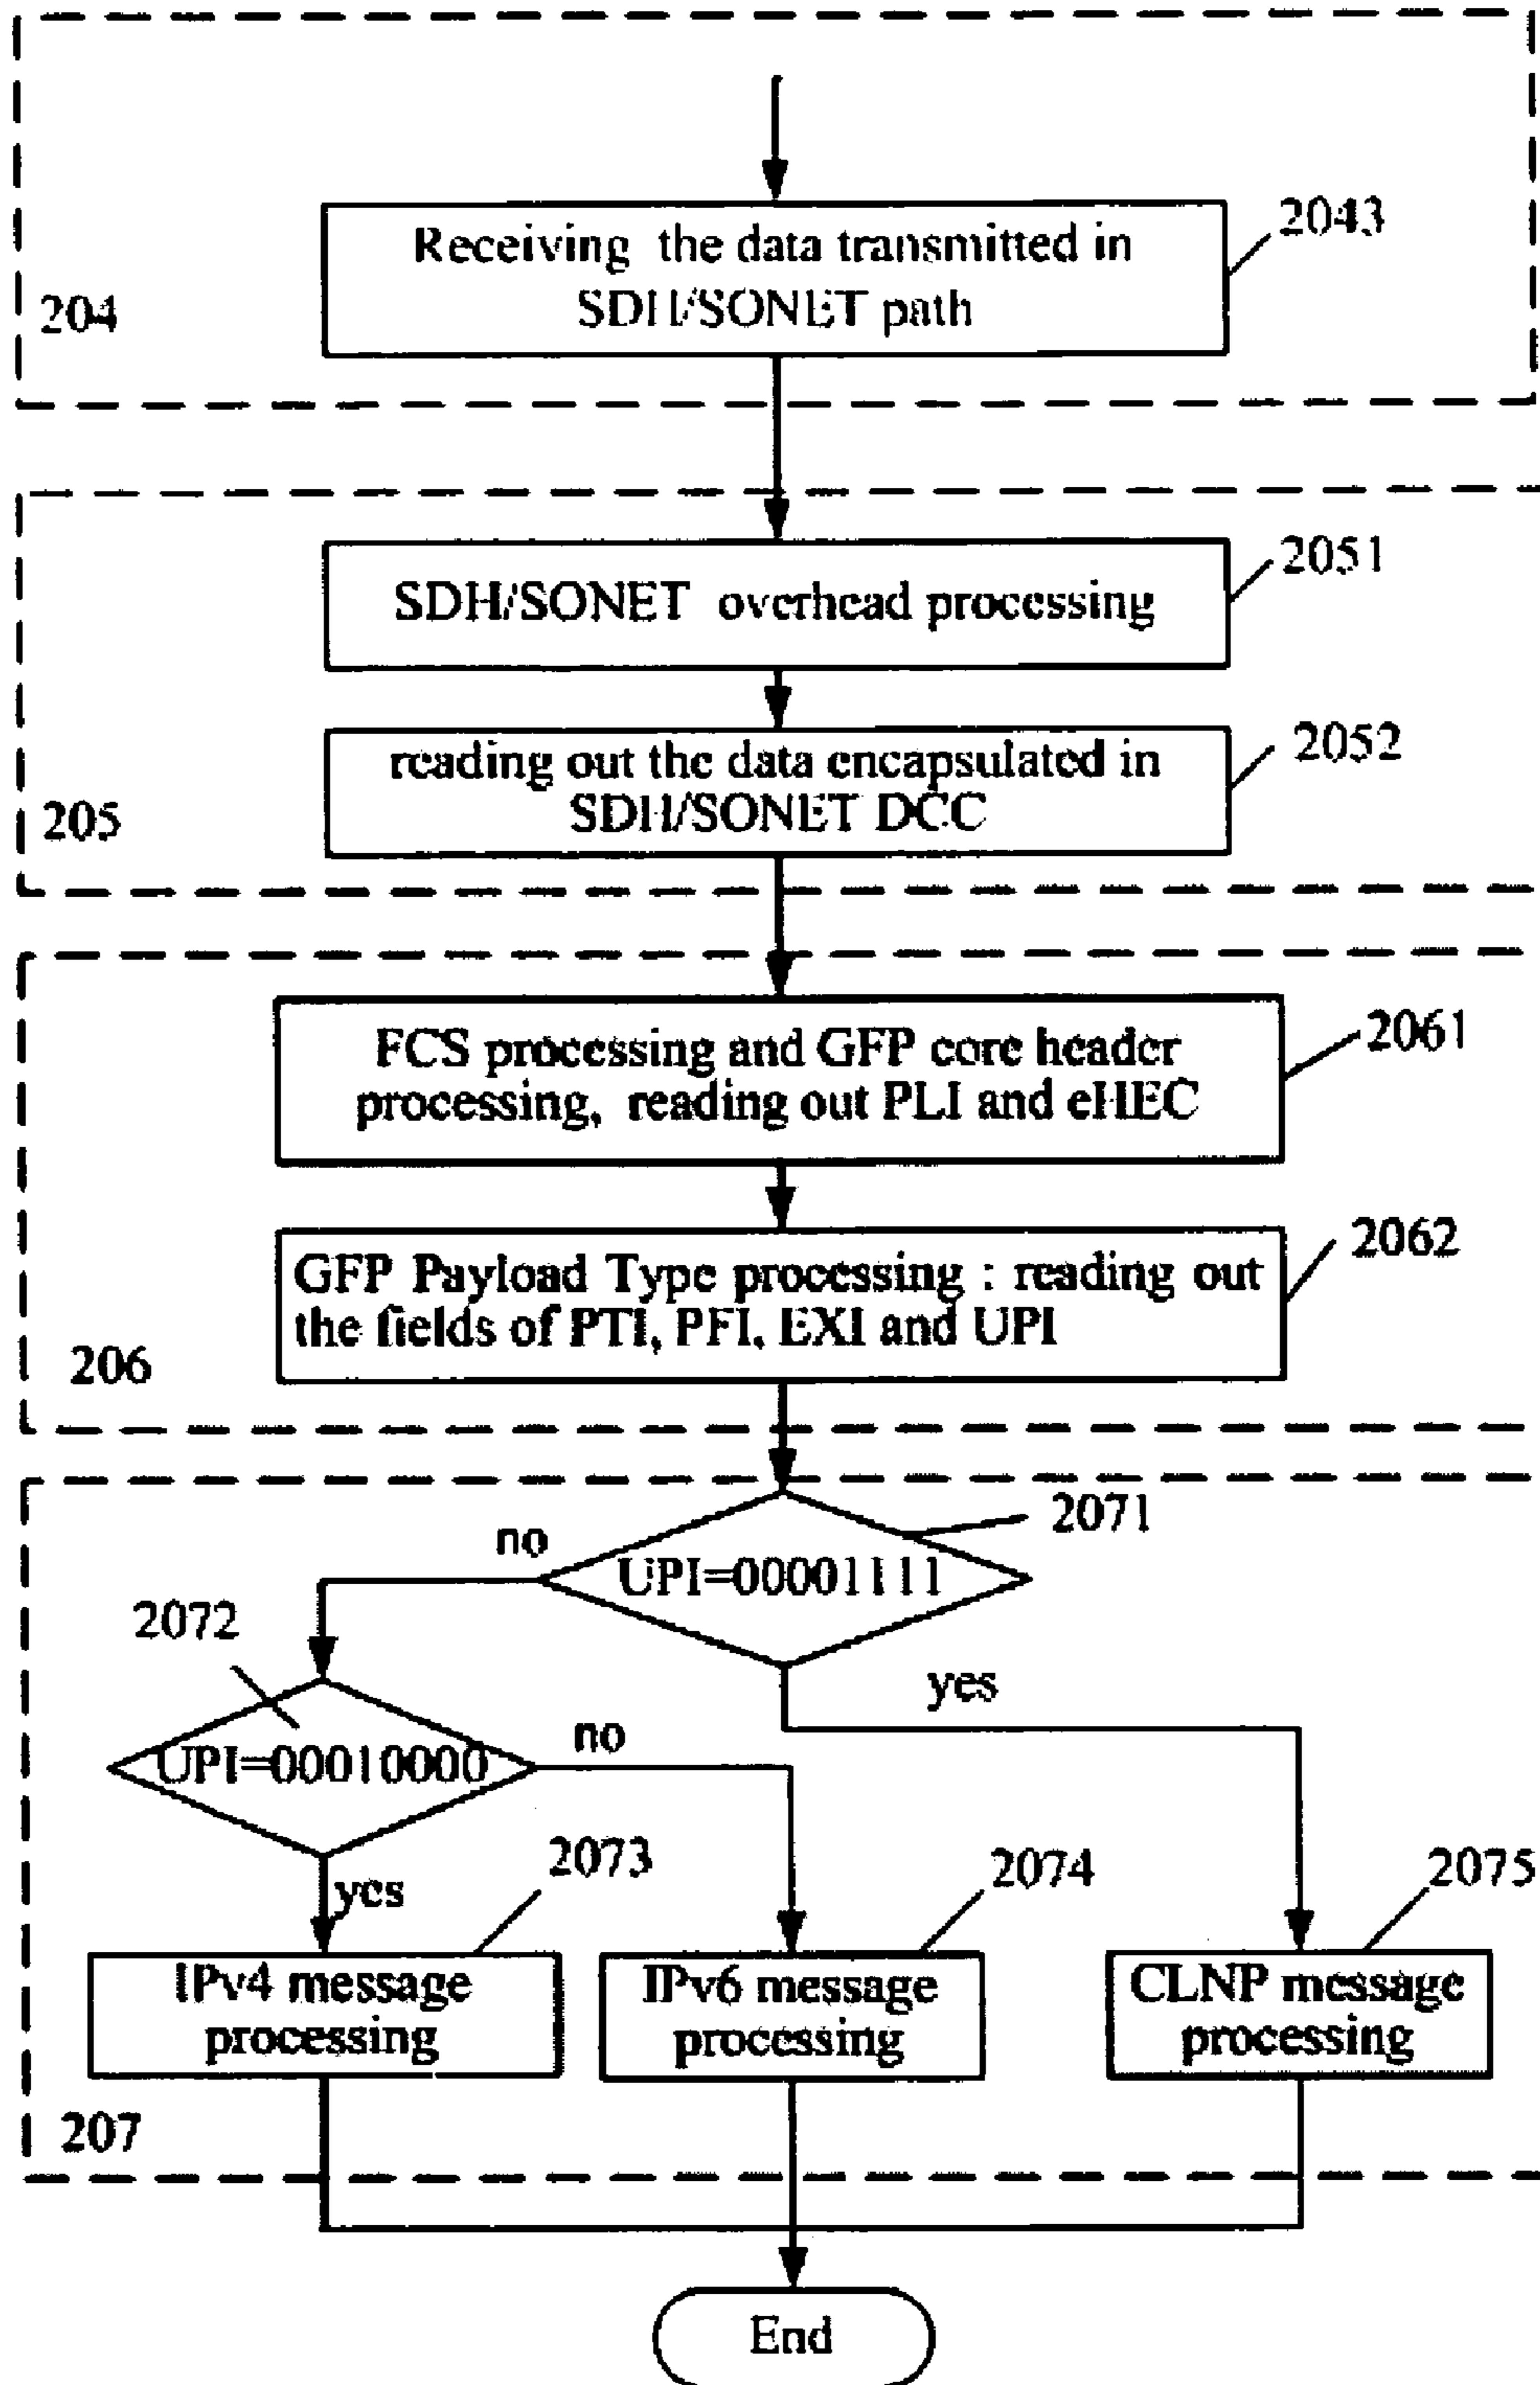 2043
Receiving the data transmitted in
SDH/SONET path
204
2051
SDH/SONET overhead processing
2052
reading out the data encapsulated in
SDH/SONET DCC
205
2061
FCS processing and GFP core header
processing, reading out PLI and eHEC
2062
GFP Payload Type processing : reading out
the fields of PTI, PFI, EXI and UPI
206
2071
no
UPI=00001111
2072
yes
no
UPI=00010000
2073
2074
2075
yes
IPv4 message
processing
IPv6 message
processing
CLNP message
processing
207
End